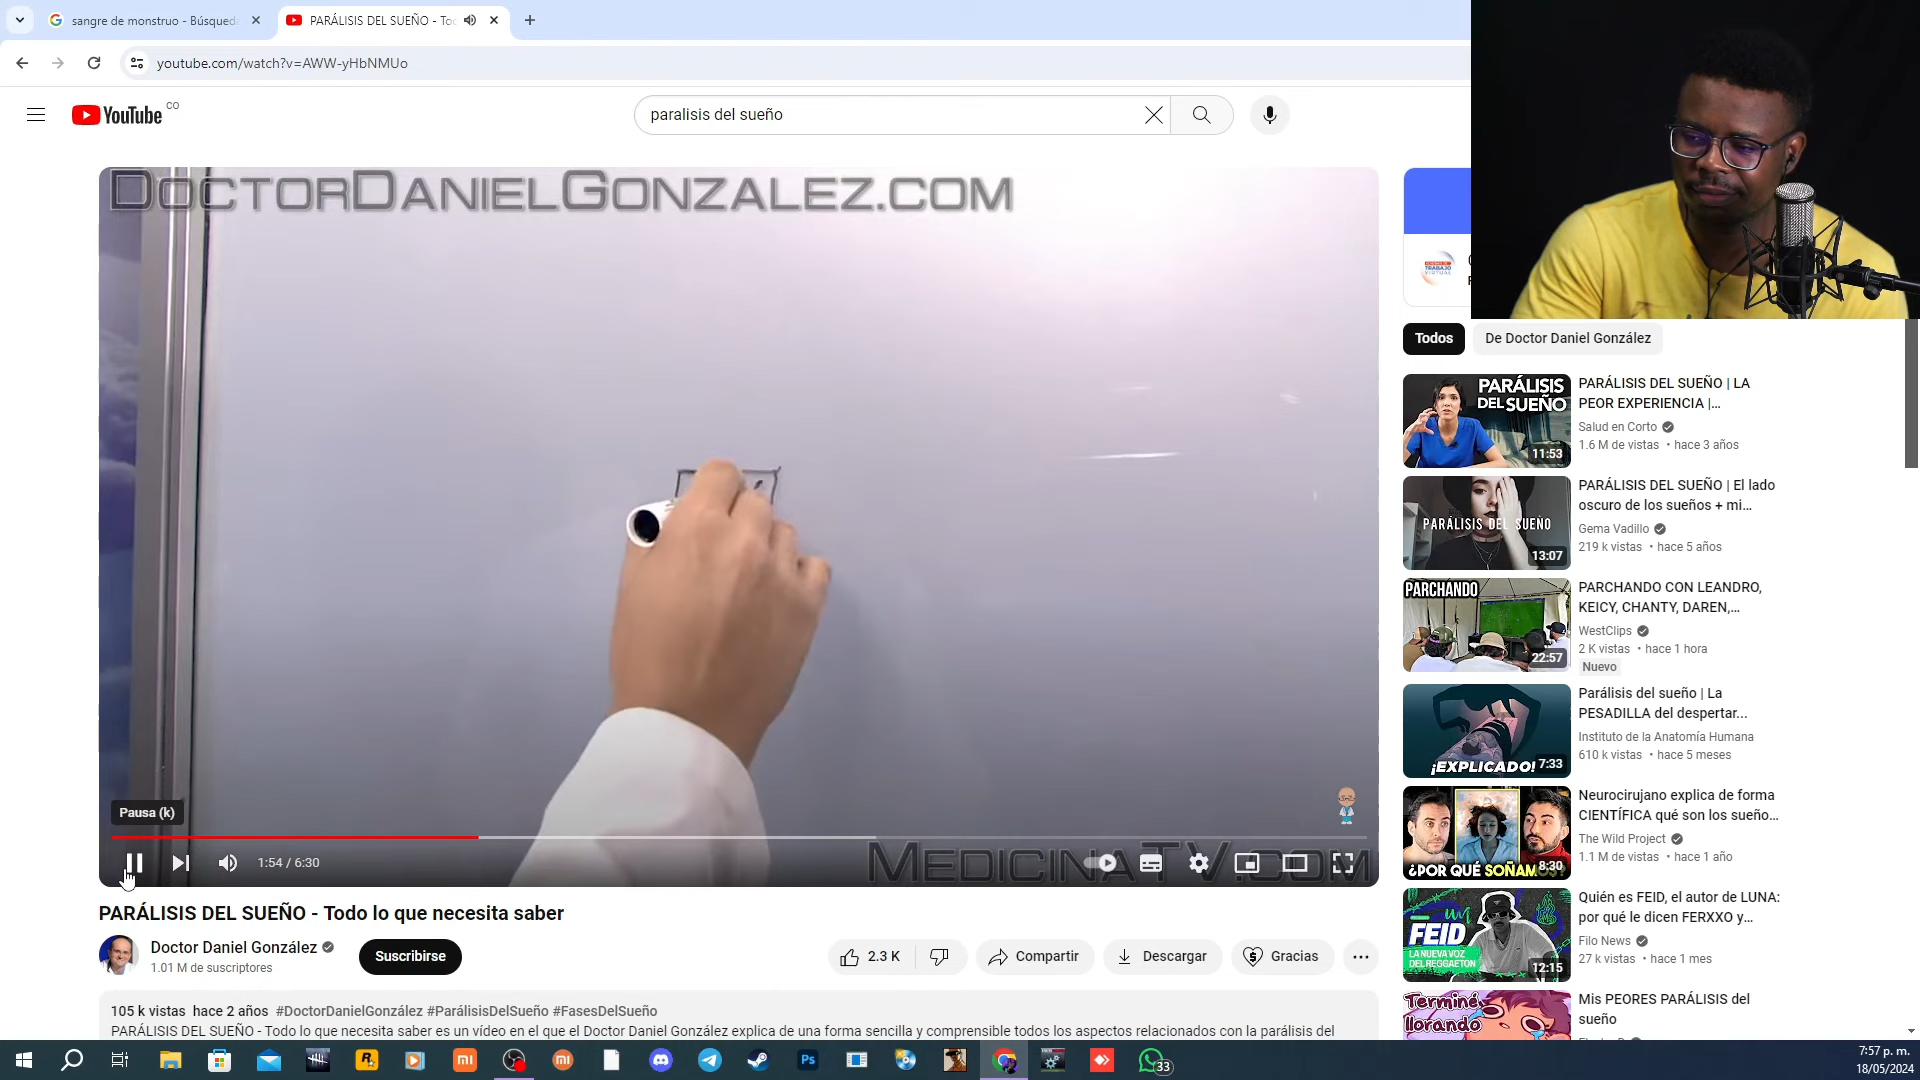 sangre de monstruo - Búsqued
PARÁLISIS DEL SUEÑO - Toc
youtube.com/watch?v=AWW-yHbNMUo
YouTube CO
paralisis del sueño
DoctorDanielGonzalez.com
TRABAJO
VIRTUAL
Todos
De Doctor Daniel González
PARÁLISIS
DEL SUEÑO
11:53
PARÁLISIS DEL SUEÑO | LA
PEOR EXPERIENCIA |...
Salud en Corto
1.6 M de vistas • hace 3 años
PARÁLISIS DEL SUEÑO
13:07
PARÁLISIS DEL SUEÑO | El lado
oscuro de los sueños + mi...
Gema Vadillo
219 k vistas • hace 5 años
PARCHANDO
22:57
PARCHANDO CON LEANDRO,
KEICY, CHANTY, DAREN,...
WestClips
2 K vistas • hace 1 hora
Nuevo
¡EXPLICADO!
7:33
Parálisis del sueño | La
PESADILLA del despertar...
Instituto de la Anatomía Humana
610 k vistas • hace 5 meses
¿POR QUÉ SOÑAMOS?
8:30
Neurocirujano explica de forma
CIENTÍFICA qué son los sueño...
The Wild Project
1.1 M de vistas • hace 1 año
FEID
LA NUEVA VOZ
DEL REGGAETON
12:15
Quién es FEID, el autor de LUNA:
por qué le dicen FERXXO y...
Filo News
27 k vistas • hace 1 mes
Terminé
llorando
Mis PEORES PARÁLISIS del
sueño
Pausa (k)
1:54 / 6:30
MedicinaTV.com
PARÁLISIS DEL SUEÑO - Todo lo que necesita saber
Doctor Daniel González
1.01 M de suscriptores
Suscribirse
2.3 K
Compartir
Descargar
Gracias
105 k vistas hace 2 años #DoctorDanielGonzález #ParálisisDelSueño #FasesDelSueño
PARÁLISIS DEL SUEÑO - Todo lo que necesita saber es un vídeo en el que el Doctor Daniel González explica de una forma sencilla y comprensible todos los aspectos relacionados con la parálisis del
33
7:57 p. m.
18/05/2024